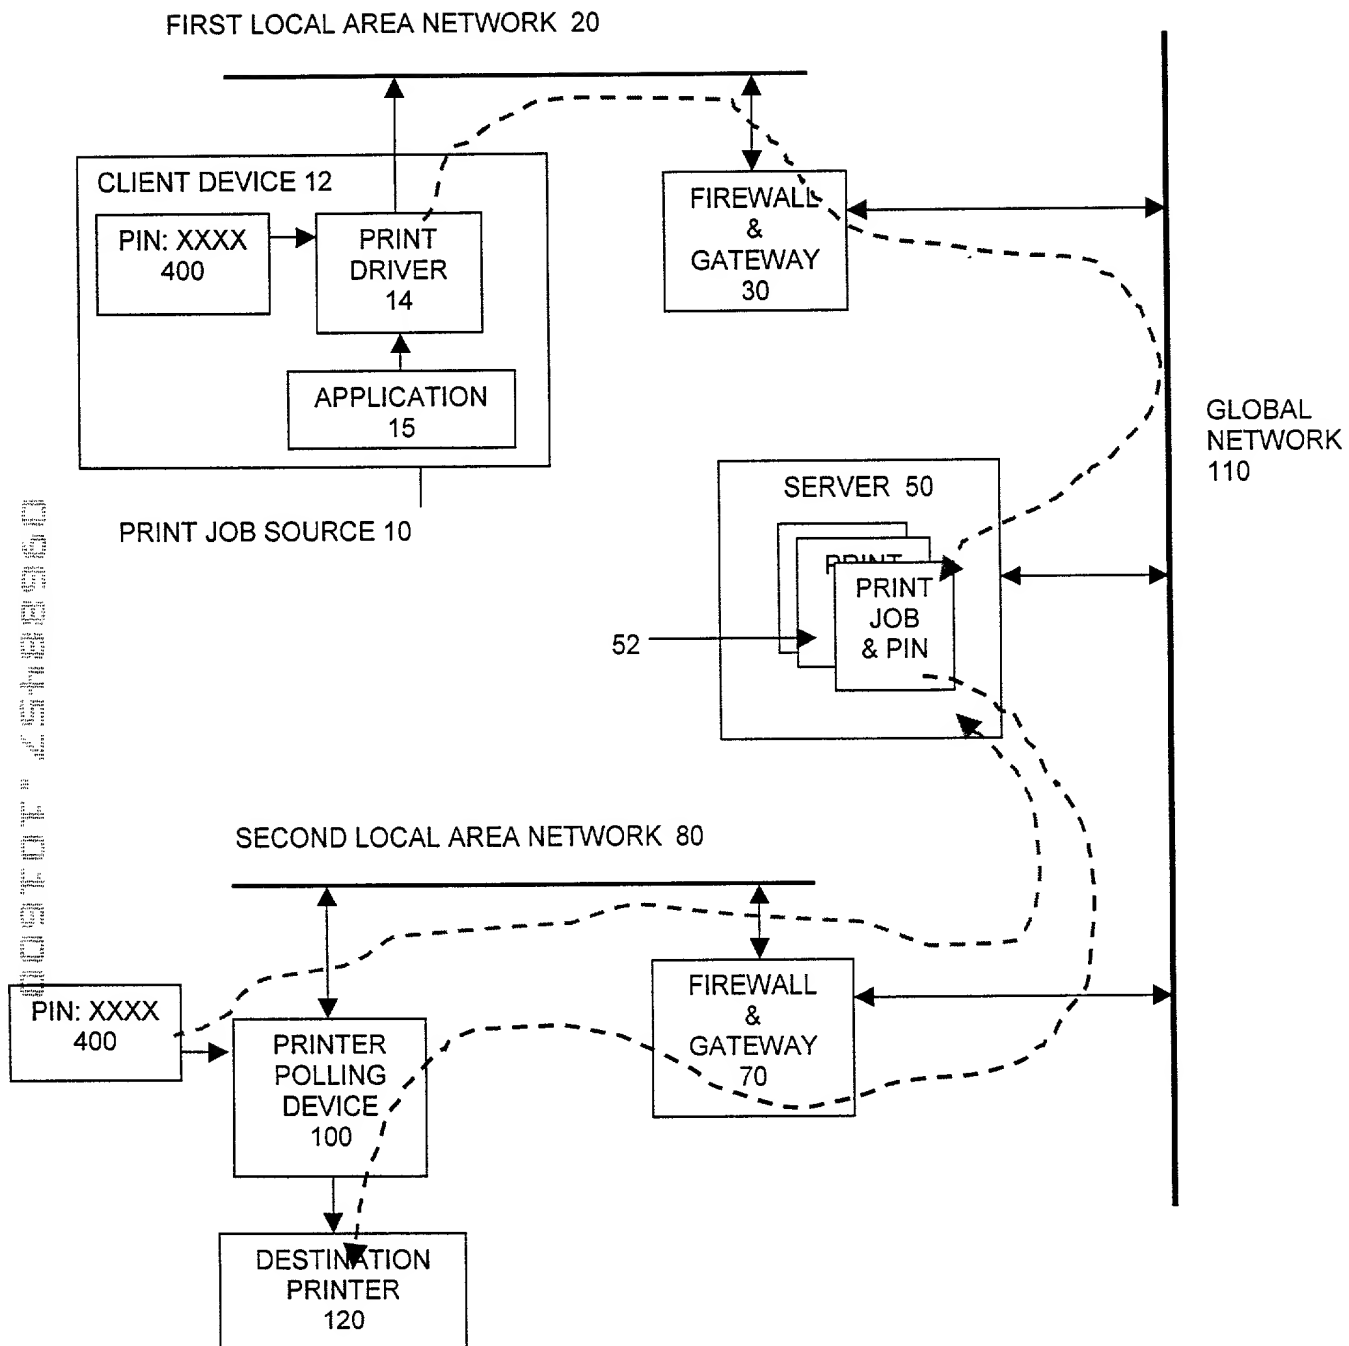 FIRST LOCAL AREA NETWORK 20
CLIENT DEVICE 12
PIN: XXXX
400
PRINT
DRIVER
14
APPLICATION
15
PRINT JOB SOURCE 10
FIREWALL
&
GATEWAY
30
GLOBAL
NETWORK
110
SERVER 50
PRINT
PRINT
JOB
& PIN
52
SECOND LOCAL AREA NETWORK 80
PIN: XXXX
400
PRINTER
POLLING
DEVICE
100
FIREWALL
&
GATEWAY
70
DESTINATION
PRINTER
120